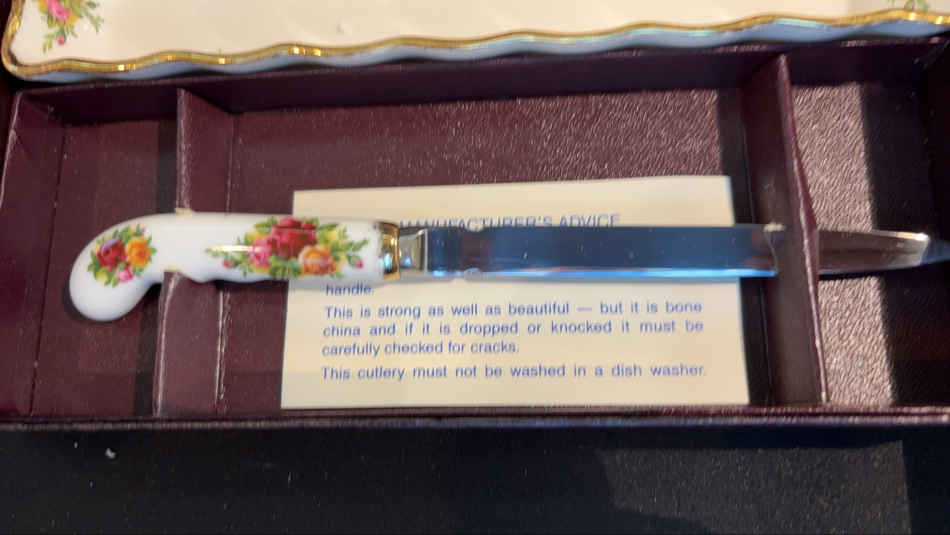 MANUFACTURER'S ADVICE
handle.
This is strong as well as beautiful — but it is bone
china and if it is dropped or knocked it must be
carefully checked for cracks.
This cutlery must not be washed in a dish washer.